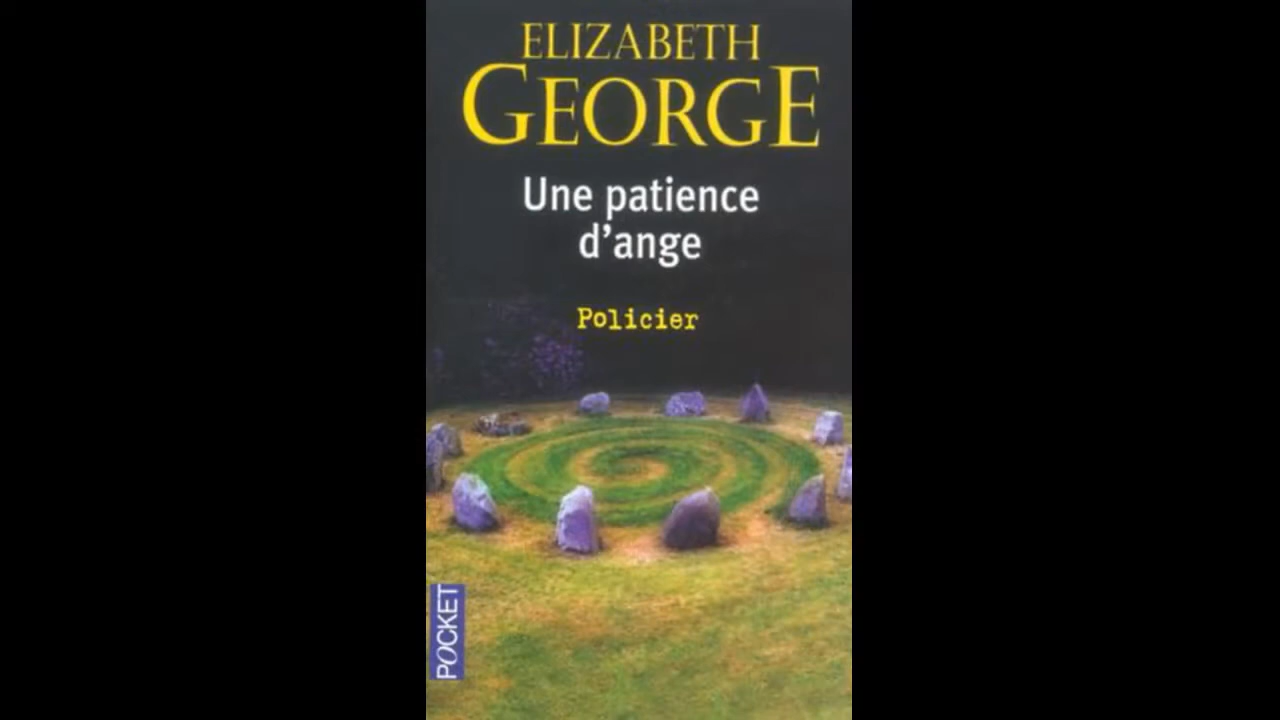 ELIZABETH
GEORGE
Une patience
d'ange
Policier
POCKET